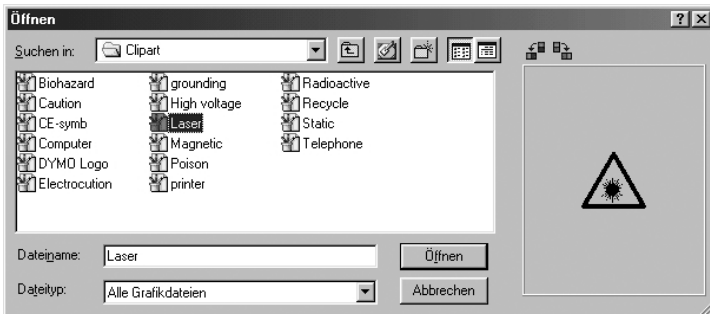 Öffnen
Suchen in: Clipart
Biohazard grounding Radioactive
Caution High voltage Recycle
CE-symb Laser Static
Computer Magnetic Telephone
DYMO Logo Poison
Electrocution printer
Dateiname: Laser Öffnen
Dateityp: Alle Grafikdateien Abbrechen